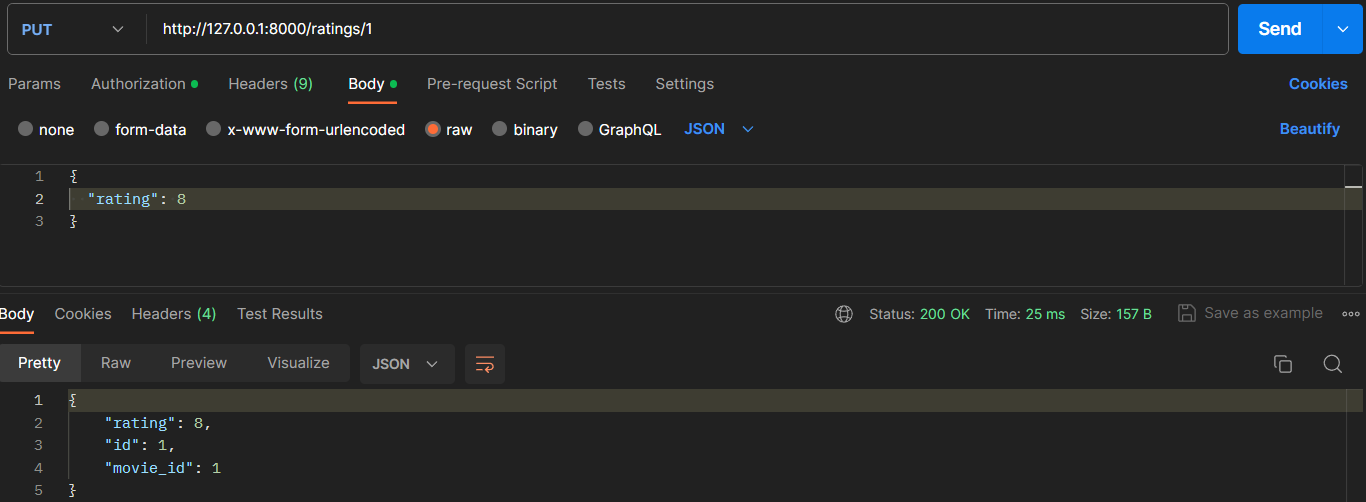 PUT http://127.0.0.1:8000/ratings/1 Send
Params Authorization Headers (9) Body Pre-request Script Tests Settings Cookies
none form-data x-www-form-urlencoded raw binary GraphQL JSON Beautify
1 {
2 "rating": 8
3 }
Body Cookies Headers (4) Test Results Status: 200 OK Time: 25 ms Size: 157 B Save as example
Pretty Raw Preview Visualize JSON
1 {
2 "rating": 8,
3 "id": 1,
4 "movie_id": 1
5 }